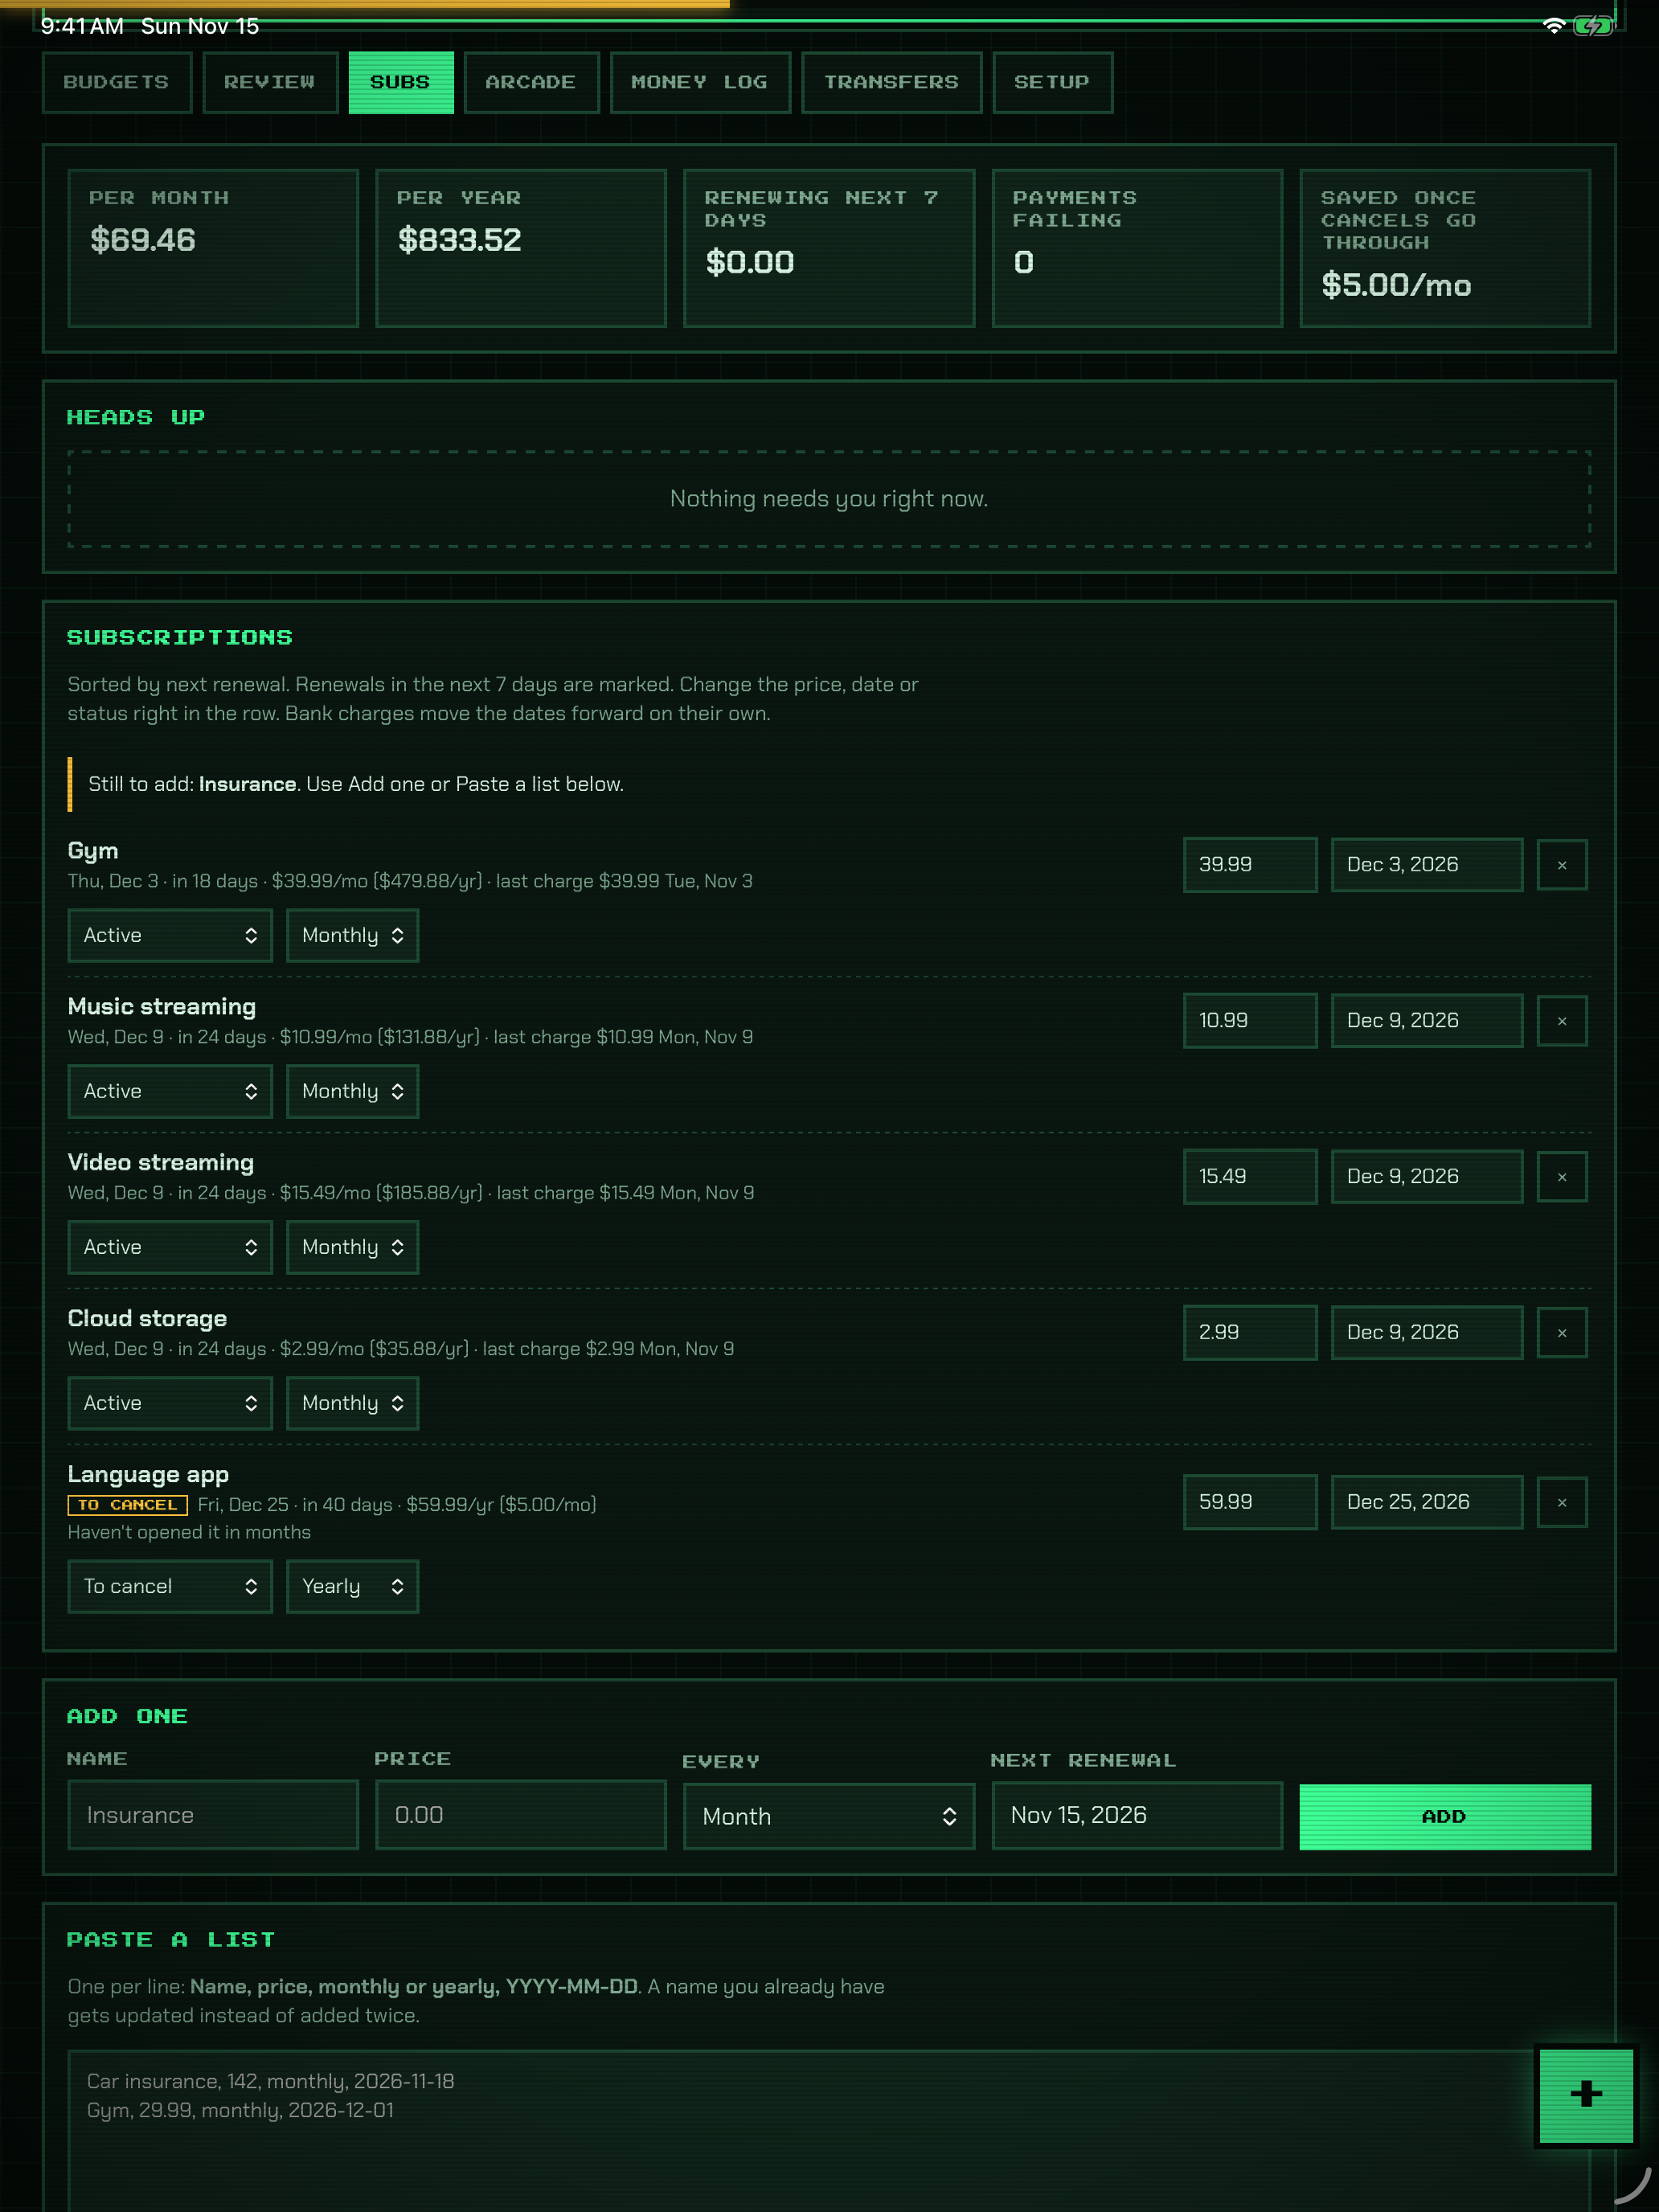 9:41 AM Sun Nov 15
BUDGETS
REVIEW
SUBS
ARCADE
MONEY LOG
TRANSFERS
SETUP
PER MONTH
$69.46
PER YEAR
$833.52
RENEWING NEXT 7
DAYS
$0.00
PAYMENTS
FAILING
0
SAVED ONCE
CANCELS GO
THROUGH
$5.00/mo
HEADS UP
Nothing needs you right now.
SUBSCRIPTIONS
Sorted by next renewal. Renewals in the next 7 days are marked. Change the price, date or
status right in the row. Bank charges move the dates forward on their own.
Still to add: Insurance. Use Add one or Paste a list below.
Gym
Thu, Dec 3 · in 18 days · $39.99/mo ($479.88/yr) · last charge $39.99 Tue, Nov 3
39.99
Dec 3, 2026
×
Active
Monthly
Music streaming
Wed, Dec 9 · in 24 days · $10.99/mo ($131.88/yr) · last charge $10.99 Mon, Nov 9
10.99
Dec 9, 2026
×
Active
Monthly
Video streaming
Wed, Dec 9 · in 24 days · $15.49/mo ($185.88/yr) · last charge $15.49 Mon, Nov 9
15.49
Dec 9, 2026
×
Active
Monthly
Cloud storage
Wed, Dec 9 · in 24 days · $2.99/mo ($35.88/yr) · last charge $2.99 Mon, Nov 9
2.99
Dec 9, 2026
×
Active
Monthly
Language app
TO CANCEL Fri, Dec 25 · in 40 days · $59.99/yr ($5.00/mo)
Haven't opened it in months
59.99
Dec 25, 2026
×
To cancel
Yearly
ADD ONE
NAME
Insurance
PRICE
0.00
EVERY
Month
NEXT RENEWAL
Nov 15, 2026
ADD
PASTE A LIST
One per line: Name, price, monthly or yearly, YYYY-MM-DD. A name you already have
gets updated instead of added twice.
Car insurance, 142, monthly, 2026-11-18
Gym, 29.99, monthly, 2026-12-01
+